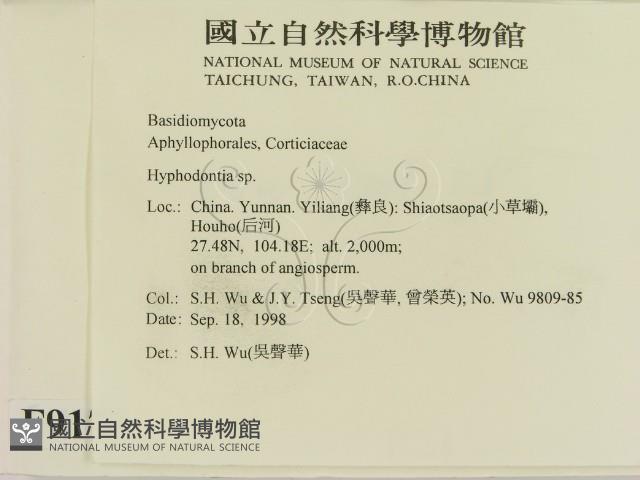 國立自然科學博物館
NATIONAL MUSEUM OF NATURAL SCIENCE
TAICHUNG, TAIWAN, R.O.CHINA
Basidiomycota
Aphyllophorales, Corticiaceae
Hyphodontia sp.
Loc.: China. Yunnan. Yiliang(彝良): Shiaotsaopa(小草壩),
Houho(后河)
27.48N, 104.18E; alt. 2,000m;
on branch of angiosperm.
Col.: S.H. Wu & J.Y. Tseng(吳聲華, 曾榮英); No. Wu 9809-85
Date: Sep. 18, 1998
Det.: S.H. Wu(吳聲華)
F91
國立自然科學博物館
NATIONAL MUSEUM OF NATURAL SCIENCE